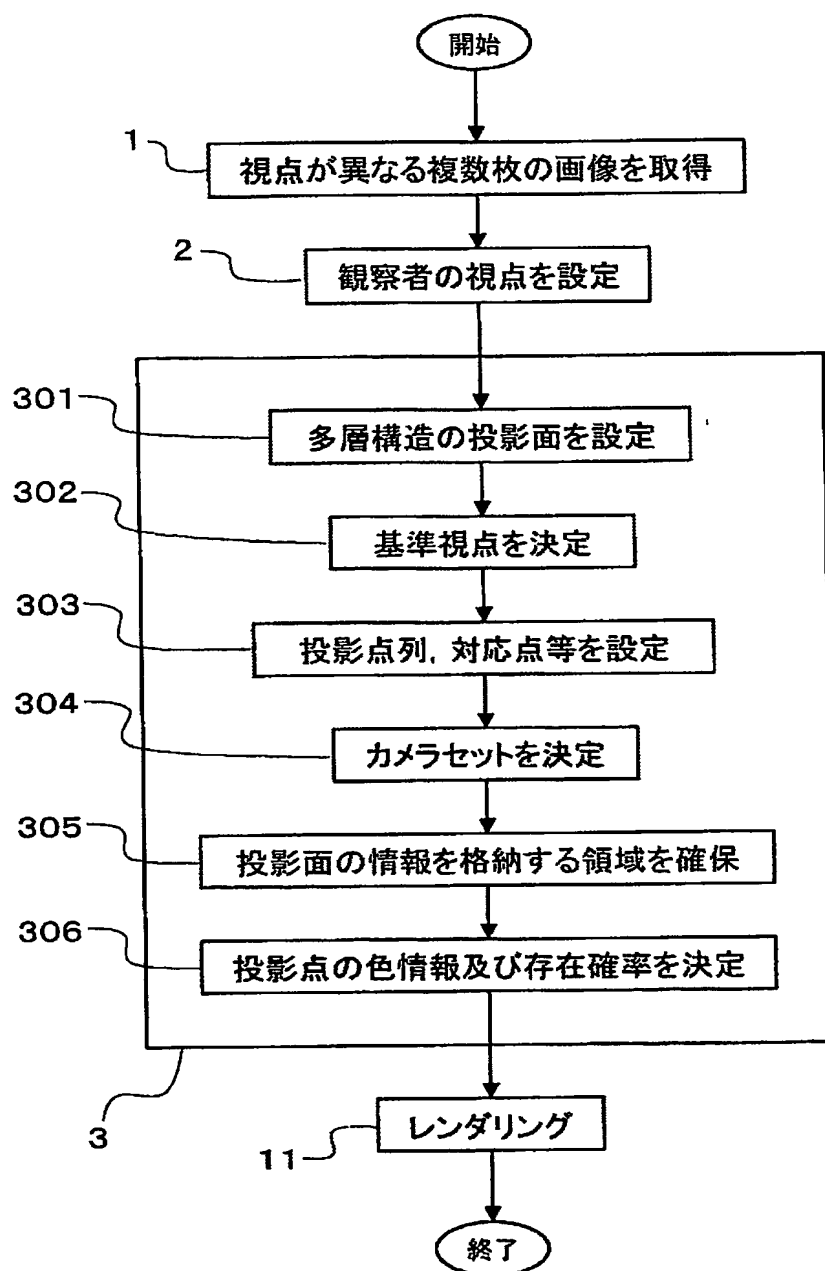 開始
1
視点が異なる複数枚の画像を取得
2
観察者の視点を設定
301
多層構造の投影面を設定
302
基準視点を決定
303
投影点列，対応点等を設定
304
カメラセットを決定
305
投影面の情報を格納する領域を確保
306
投影点の色情報及び存在確率を決定
3
レンダリング
11
終了